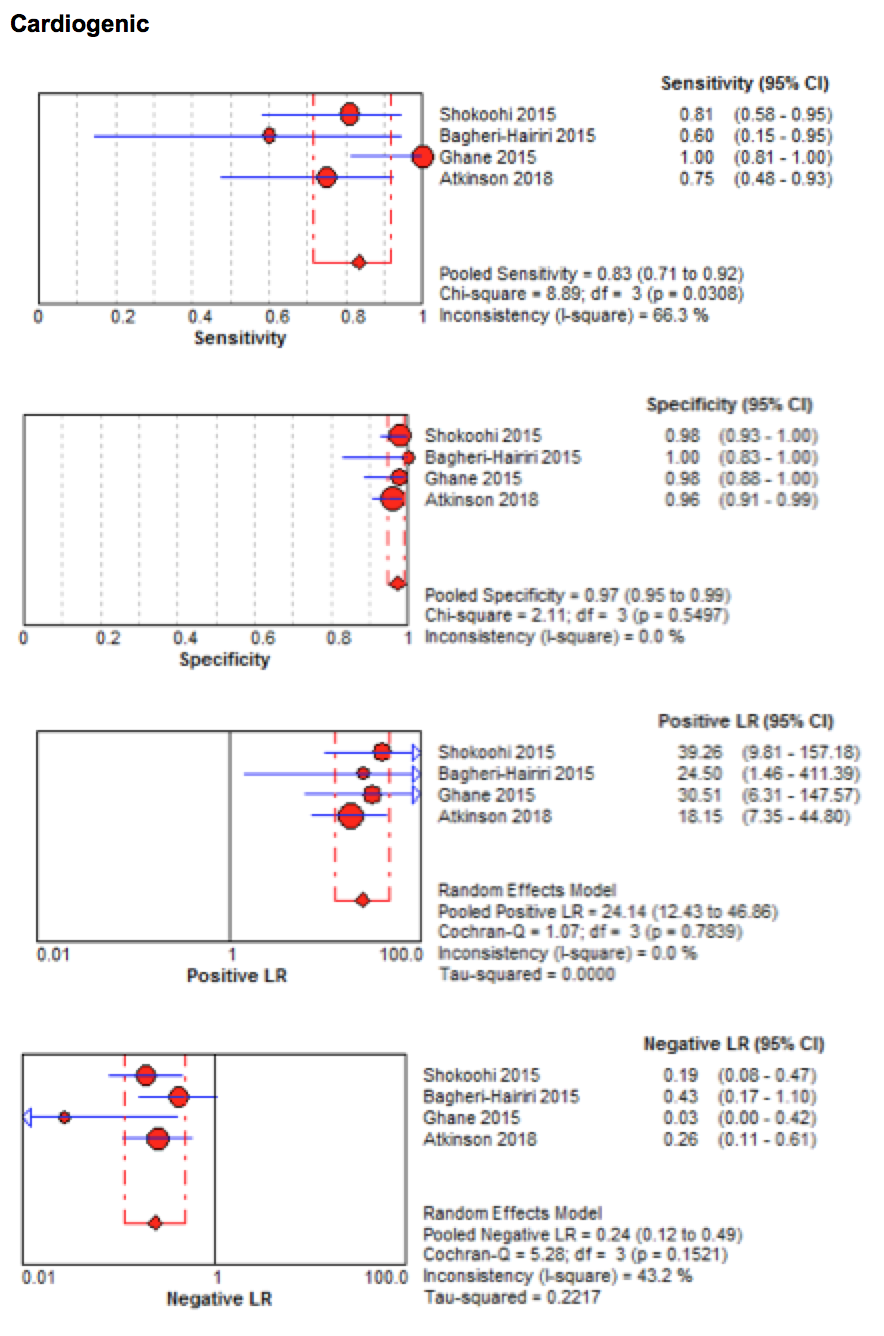 Cardiogenic
Sensitivity (95% CI)
Shokoohi 2015 0.81 (0.58 - 0.95)
Bagheri-Hairiri 2015 0.60 (0.15 - 0.95)
Ghane 2015 1.00 (0.81 - 1.00)
Atkinson 2018 0.75 (0.48 - 0.93)
Pooled Sensitivity = 0.83 (0.71 to 0.92)
Chi-square = 8.89; df = 3 (p = 0.0308)
Inconsistency (I-square) = 66.3 %
0 0.2 0.4 0.6 0.8 1
Sensitivity
Specificity (95% CI)
Shokoohi 2015 0.98 (0.93 - 1.00)
Bagheri-Hairiri 2015 1.00 (0.83 - 1.00)
Ghane 2015 0.98 (0.88 - 1.00)
Atkinson 2018 0.96 (0.91 - 0.99)
Pooled Specificity = 0.97 (0.95 to 0.99)
Chi-square = 2.11; df = 3 (p = 0.5497)
Inconsistency (I-square) = 0.0 %
0 0.2 0.4 0.6 0.8 1
Specificity
Positive LR (95% CI)
Shokoohi 2015 39.26 (9.81 - 157.18)
Bagheri-Hairiri 2015 24.50 (1.46 - 411.39)
Ghane 2015 30.51 (6.31 - 147.57)
Atkinson 2018 18.15 (7.35 - 44.80)
Random Effects Model
Pooled Positive LR = 24.14 (12.43 to 46.86)
Cochran-Q = 1.07; df = 3 (p = 0.7839)
Inconsistency (I-square) = 0.0 %
Tau-squared = 0.0000
0.01 1 100.0
Positive LR
Negative LR (95% CI)
Shokoohi 2015 0.19 (0.08 - 0.47)
Bagheri-Hairiri 2015 0.43 (0.17 - 1.10)
Ghane 2015 0.03 (0.00 - 0.42)
Atkinson 2018 0.26 (0.11 - 0.61)
Random Effects Model
Pooled Negative LR = 0.24 (0.12 to 0.49)
Cochran-Q = 5.28; df = 3 (p = 0.1521)
Inconsistency (I-square) = 43.2 %
Tau-squared = 0.2217
0.01 1 100.0
Negative LR